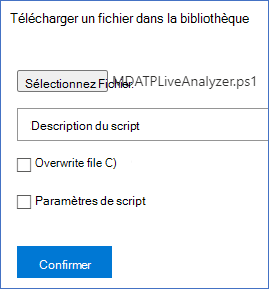 Télécharger un fichier dans la bibliothèque
Sélectionnez Fichier. MDATPLiveAnalyzer.ps1
Description du script
Overwrite file C)
Paramètres de script
Confirmer